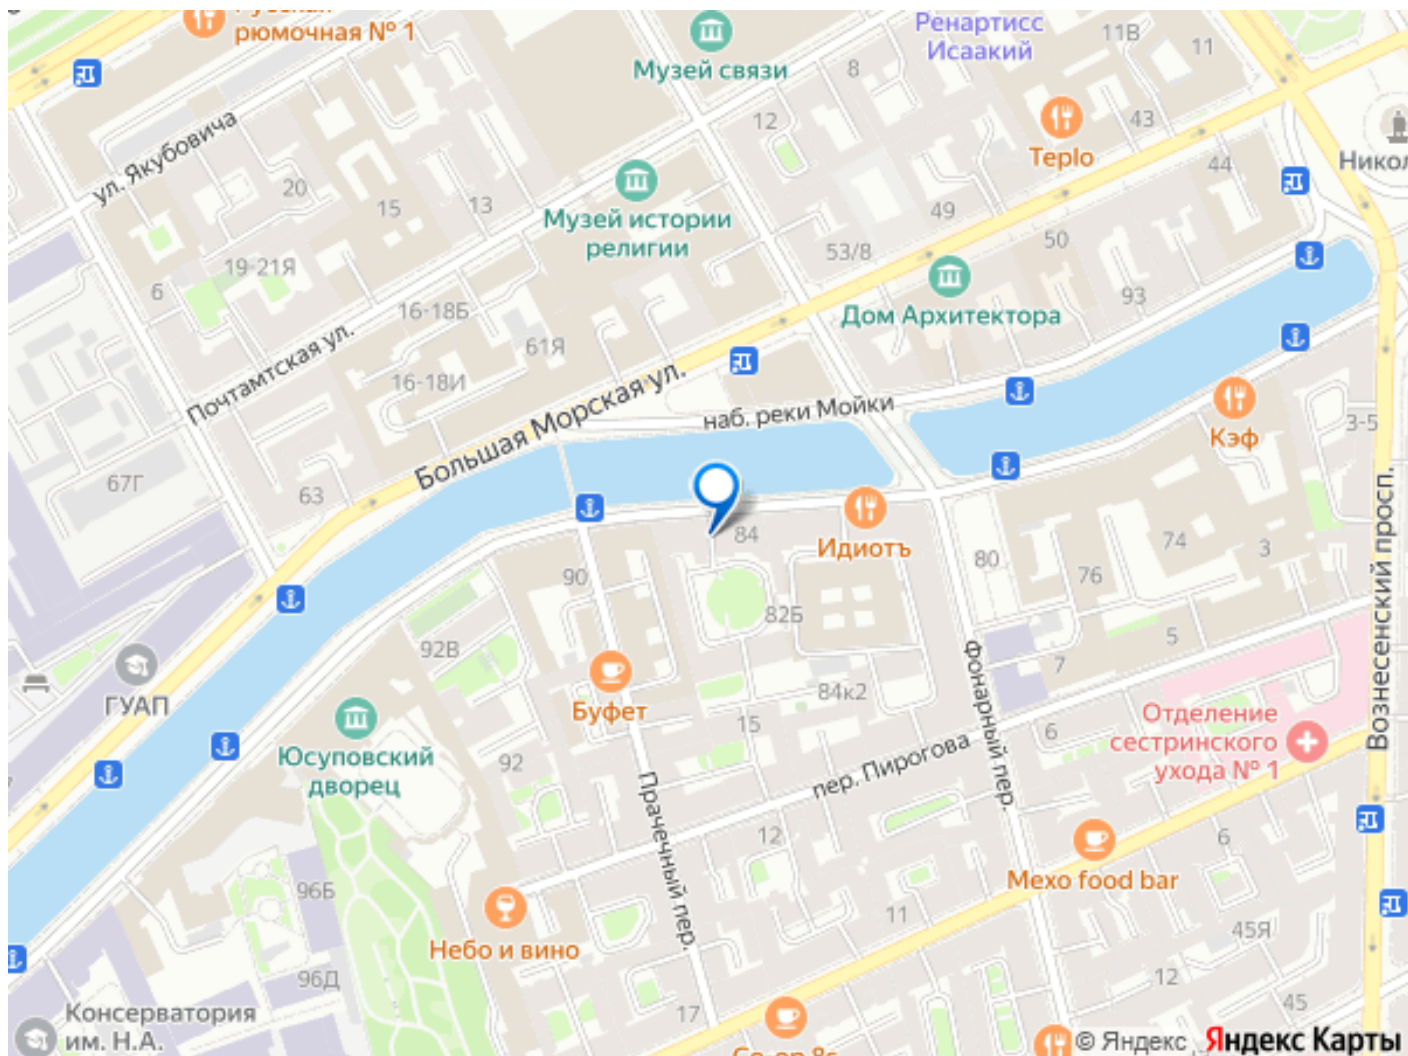 рюмочная № 1
Музей связи
Ренартисс
Исаакий
11В
11
8
12
43
Teplo
Никол
ул. Якубовича
20
15
13
Музей истории
религии
44
49
50
53/8
19-21Я
6
16-18Б
Дом Архитектора
93
61Я
16-18И
Почтамтская ул.
Большая Морская ул.
наб. реки Мойки
Кэф
3-5
67Г
63
84
Идиотъ
80
74
3
76
90
82Б
92В
5
7
Вознесенский просп.
ГУАП
Буфет
84к2
фонарный пер.
15
6
Отделение
сестринского
ухода № 1
Юсуповский
дворец
92
пер. Пирогова
Прачечный пер.
12
6
Мехо food bar
96Б
11
45Я
Небо и вино
96Д
12
45
17
Консерватория
им. Н.А.
Co-op 8s
© Яндекс
Яндекс Карты